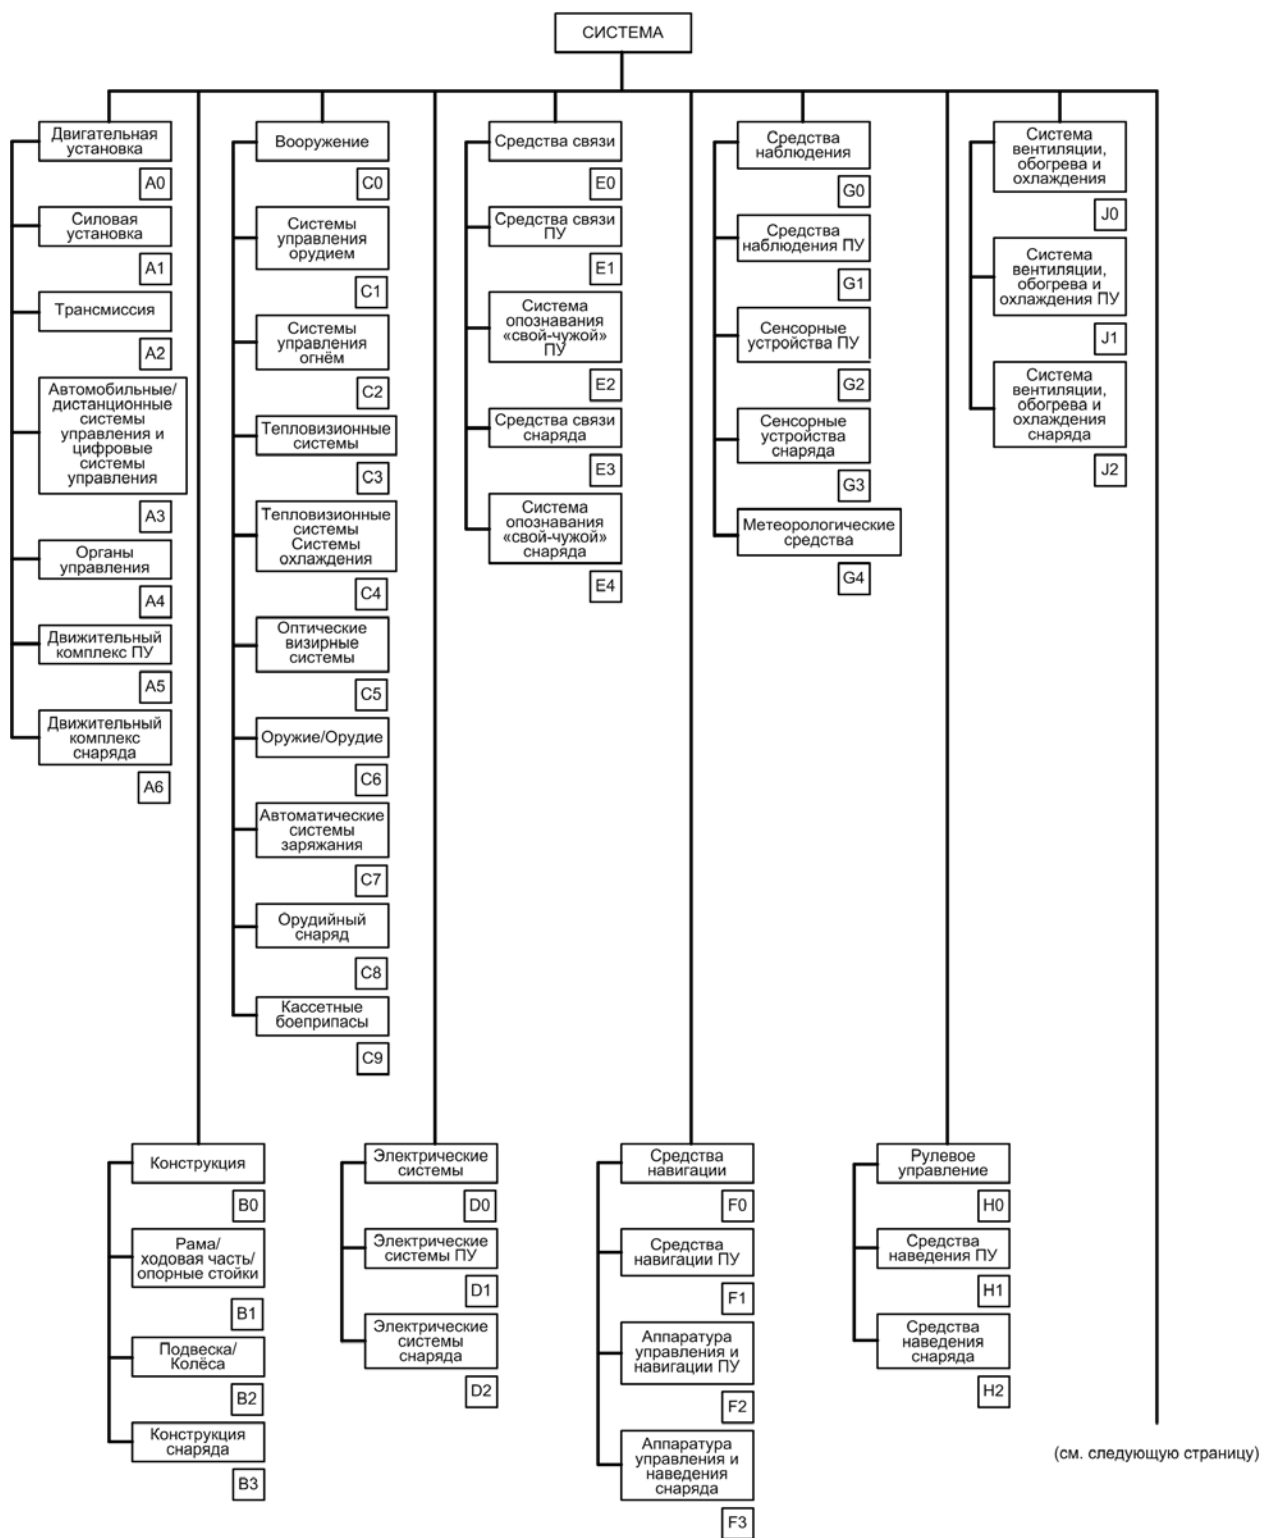 СИСТЕМА
Двигательная
установка
A0
Силовая
установка
A1
Трансмиссия
A2
Автомобильные/
дистанционные
системы
управления и
цифровые
системы
управления
A3
Органы
управления
A4
Движительный
комплекс ПУ
A5
Движительный
комплекс
снаряда
A6
Вооружение
C0
Системы
управления
орудием
C1
Системы
управления
огнём
C2
Тепловизионные
системы
C3
Тепловизионные
системы
Системы
охлаждения
C4
Оптические
визирные
системы
C5
Оружие/Орудие
C6
Автоматические
системы
заряжания
C7
Орудийный
снаряд
C8
Кассетные
боеприпасы
C9
Средства связи
E0
Средства связи
ПУ
E1
Система
опознавания
«свой-чужой»
ПУ
E2
Средства связи
снаряда
E3
Система
опознавания
«свой-чужой»
снаряда
E4
Средства
наблюдения
G0
Средства
наблюдения ПУ
G1
Сенсорные
устройства ПУ
G2
Сенсорные
устройства
снаряда
G3
Метеорологические
средства
G4
Система
вентиляции,
обогрева и
охлаждения
J0
Система
вентиляции,
обогрева и
охлаждения ПУ
J1
Система
вентиляции,
обогрева и
охлаждения
снаряда
J2
Конструкция
B0
Рама/
ходовая часть/
опорные стойки
B1
Подвеска/
Колёса
B2
Конструкция
снаряда
B3
Электрические
системы
D0
Электрические
системы ПУ
D1
Электрические
системы
снаряда
D2
Средства
навигации
F0
Средства
навигации ПУ
F1
Аппаратура
управления и
навигации ПУ
F2
Аппаратура
управления и
наведения
снаряда
F3
Рулевое
управление
H0
Средства
наведения ПУ
H1
Средства
наведения
снаряда
H2
(см. следующую страницу)